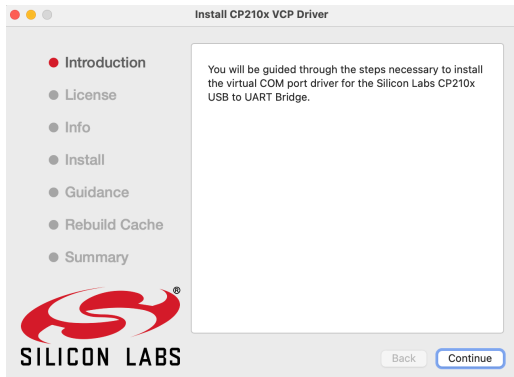 Install CP210x VCP Driver
Introduction
License
Info
Install
Guidance
Rebuild Cache
Summary
You will be guided through the steps necessary to install
the virtual COM port driver for the Silicon Labs CP210x
USB to UART Bridge.
®
SILICON LABS
Back
Continue